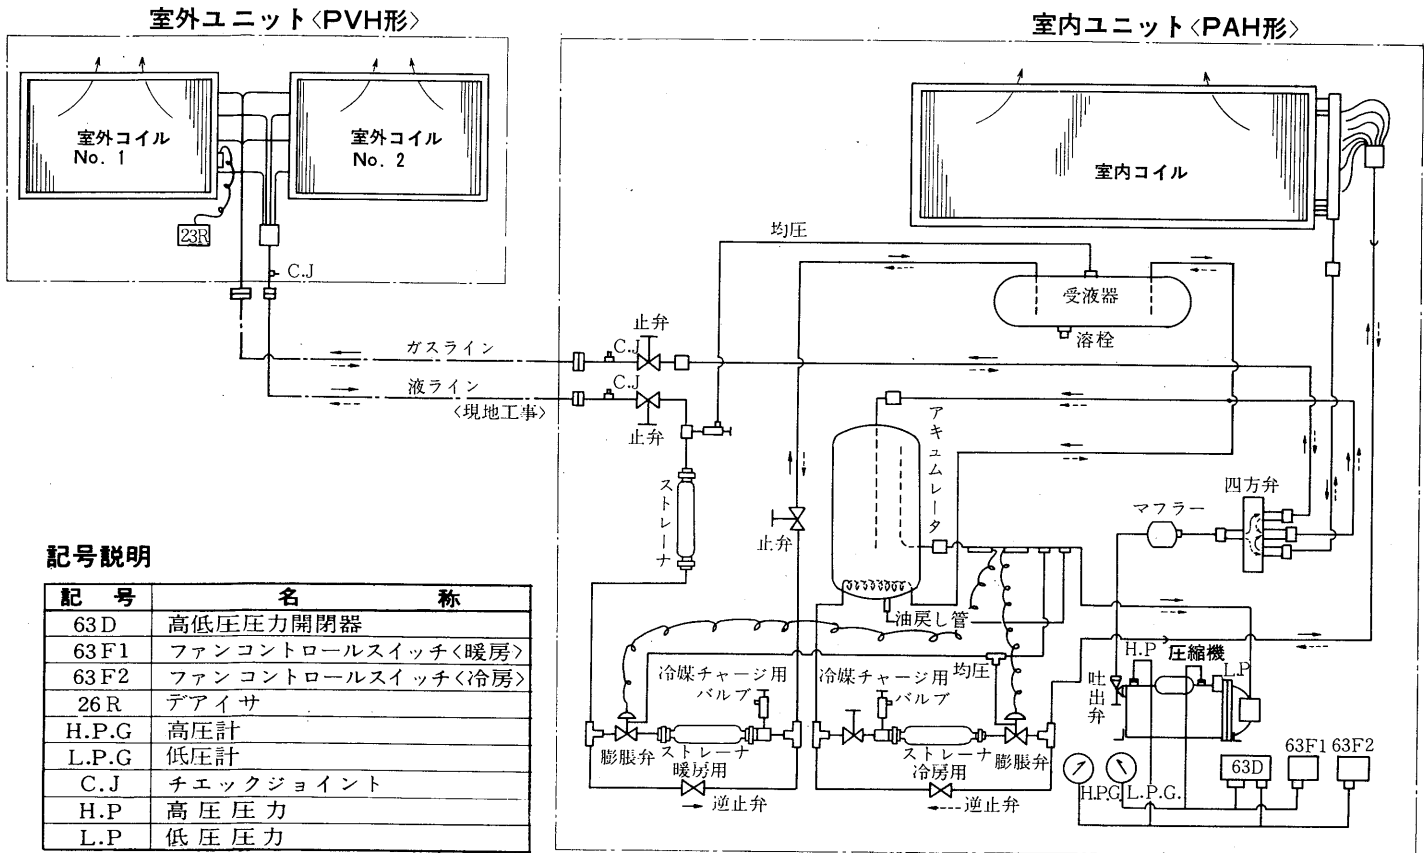 室外ユニット〈PVH形〉
室内ユニット〈PAH形〉
室外コイル
No. 1
室外コイル
No. 2
23R
C.J
室内コイル
均圧
受液器
溶栓
止弁
C.J
ガスライン
C.J
液ライン
〈現地工事〉
止弁
アキュムレータ
ストレーナ
止弁
四方弁
マフラー
油戻し管
冷媒チャージ用
バルブ
冷媒チャージ用
バルブ
均圧
H.P
圧縮機
L.P
吐出弁
膨脹弁
ストレーナ
暖房用
ストレーナ
冷房用
膨脹弁
逆止弁
逆止弁
H.P.G
L.P.G.
63D
63F1
63F2
記号説明
記号 名称
63D 高低圧圧力開閉器
63F1 ファンコントロールスイッチ〈暖房〉
63F2 ファンコントロールスイッチ〈冷房〉
26R デアイサ
H.P.G 高圧計
L.P.G 低圧計
C.J チエックジョイント
H.P 高圧圧力
L.P 低圧圧力